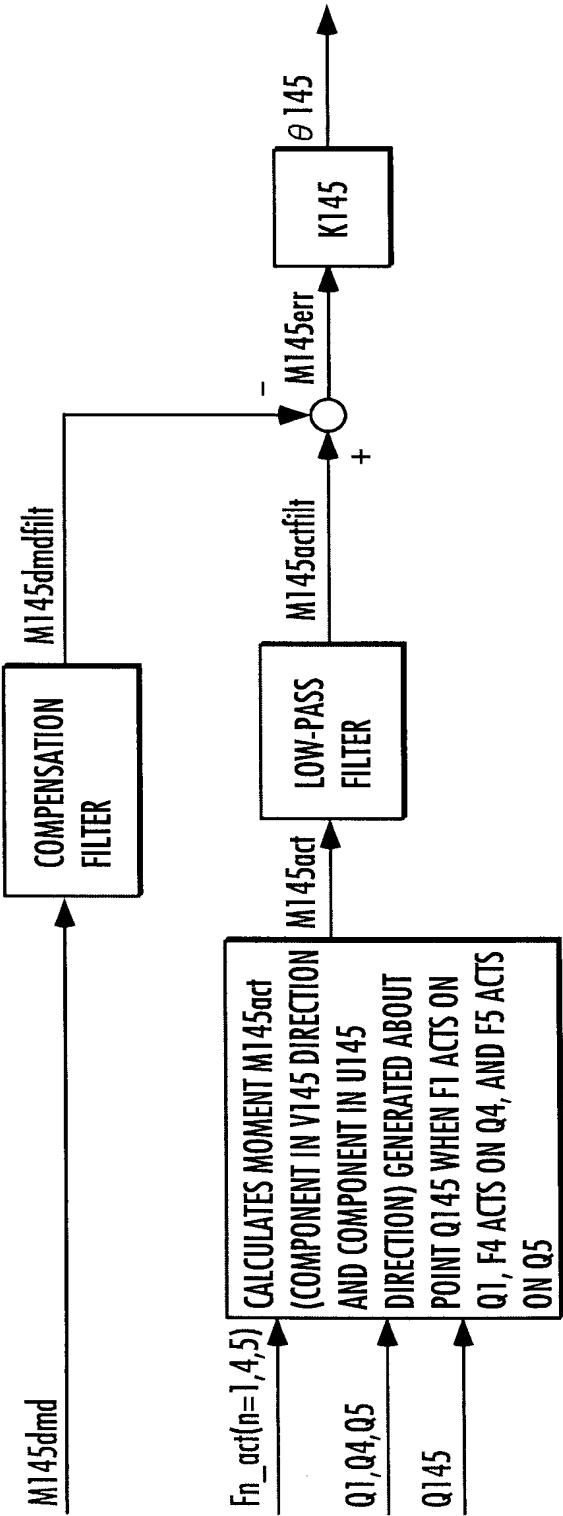 M145dmd
COMPENSATION
FILTER
M145dmdfilt
Fn_act(n=1,4,5)
Q1,Q4,Q5
Q145
CALCULATES MOMENT M145act
(COMPONENT IN V145 DIRECTION
AND COMPONENT IN U145
DIRECTION) GENERATED ABOUT
POINT Q145 WHEN F1 ACTS ON
Q1, F4 ACTS ON Q4, AND F5 ACTS
ON Q5
M145act
LOW-PASS
FILTER
M145actfilt
+
-
M145err
K145
θ145